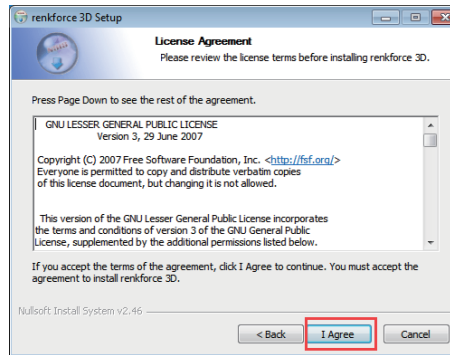 renkforce 3D Setup
License Agreement
Please review the license terms before installing renkforce 3D.
Press Page Down to see the rest of the agreement.
GNU LESSER GENERAL PUBLIC LICENSE
Version 3, 29 June 2007
Copyright (C) 2007 Free Software Foundation, Inc. <http://fsf.org/>
Everyone is permitted to copy and distribute verbatim copies
of this license document, but changing it is not allowed.
This version of the GNU Lesser General Public License incorporates
the terms and conditions of version 3 of the GNU General Public
License, supplemented by the additional permissions listed below.
If you accept the terms of the agreement, click I Agree to continue. You must accept the
agreement to install renkforce 3D.
Nullsoft Install System v2.46
< Back I Agree Cancel